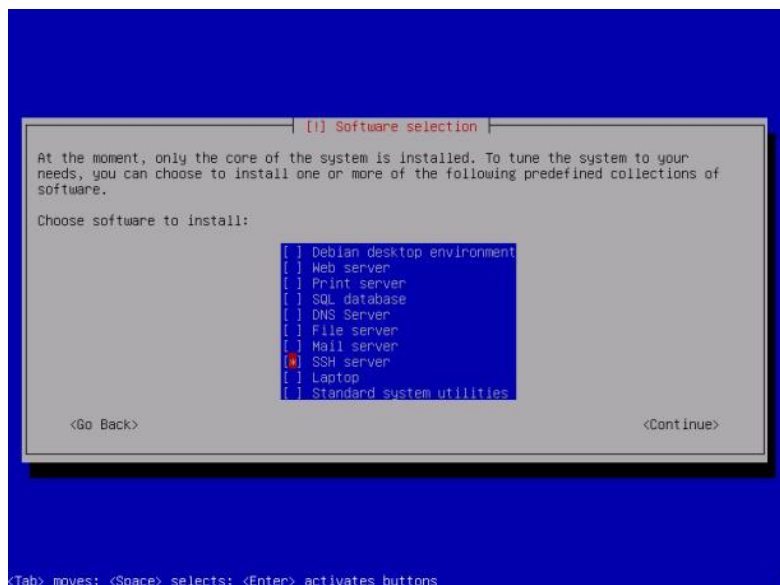 [!] Software selection
At the moment, only the core of the system is installed. To tune the system to your
needs, you can choose to install one or more of the following predefined collections of
software.
Choose software to install:
[ ] Debian desktop environment
[ ] Web server
[ ] Print server
[ ] SQL database
[ ] DNS Server
[ ] File server
[ ] Mail server
[*] SSH server
[ ] Laptop
[ ] Standard system utilities
<Go Back> <Continue>
<Tab> moves; <Space> selects; <Enter> activates buttons